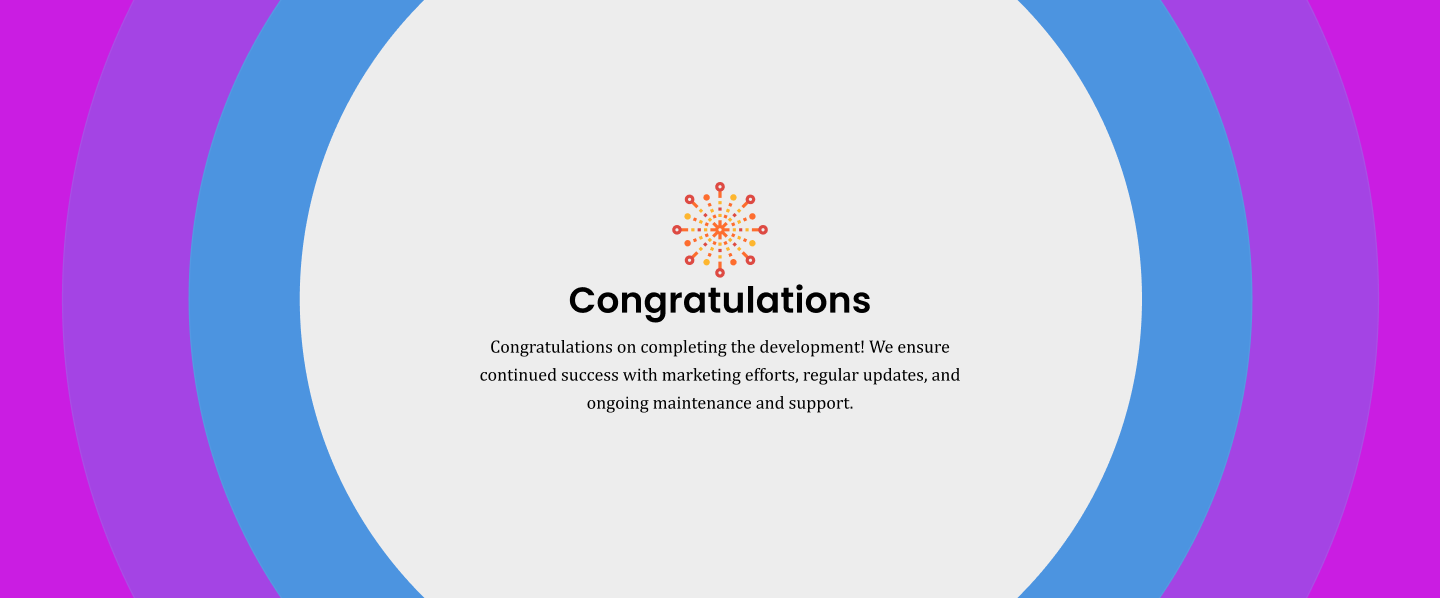 Congratulations
Congratulations on completing the development! We ensure
continued success with marketing efforts, regular updates, and
ongoing maintenance and support.